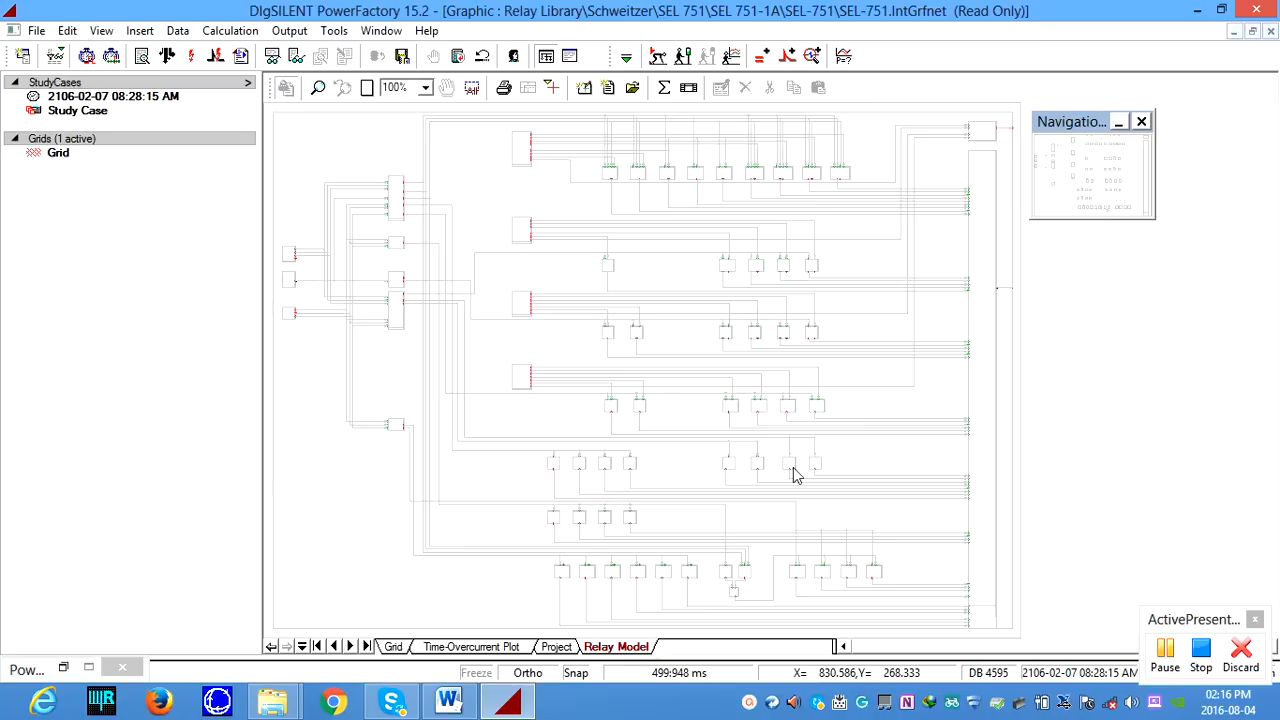 DIgSILENT PowerFactory 15.2 - [Graphic : Relay Library\Schweitzer\SEL 751\SEL 751-1A\SEL-751\SEL-751.IntGrfnet  (Read Only)]
File Edit View Insert Data Calculation Output Tools Window Help
100%
StudyCases >
2106-02-07 08:28:15 AM
Study Case
Grids (1 active)
Grid
Navigatio...
Grid Time-Overcurrent Plot Project Relay Model
Pow...
Freeze Ortho Snap 499:948 ms X= 830.586,Y= 268.333 DB 4595 2106-02-07 08:28:15 AM
ActivePresent...
Pause Stop Discard
02:16 PM
2016-08-04